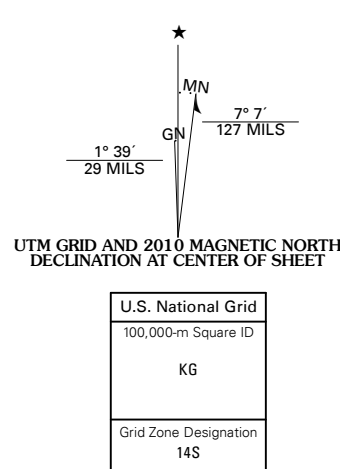 ★
MN
7° 7´
127 MILS
GN
1° 39´
29 MILS
UTM GRID AND 2010 MAGNETIC NORTH
DECLINATION AT CENTER OF SHEET
U.S. National Grid
100,000-m Square ID
KG
Grid Zone Designation
14S